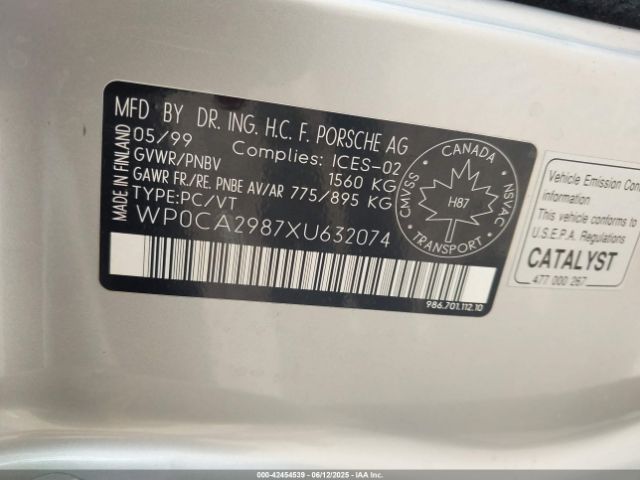 MFD BY DR. ING. H.C. F. PORSCHE AG
MADE IN FINLAND
05/99 Complies: ICES-02
GVWR/PNBV 1560 KG
GAWR FR./RE. PNBE AV/AR 775/895 KG
TYPE:PC/VT
WP0CA2987XU632074
986.701.112.10
CANADA
CMVSS
NSVAC
H87
TRANSPORT
Vehicle Emission Con
information
This vehicle conforms to
U.S.E.P.A. Regulations
CATALYST
477 000 267
000-42454539 - 06/12/2025 - IAA, Inc.